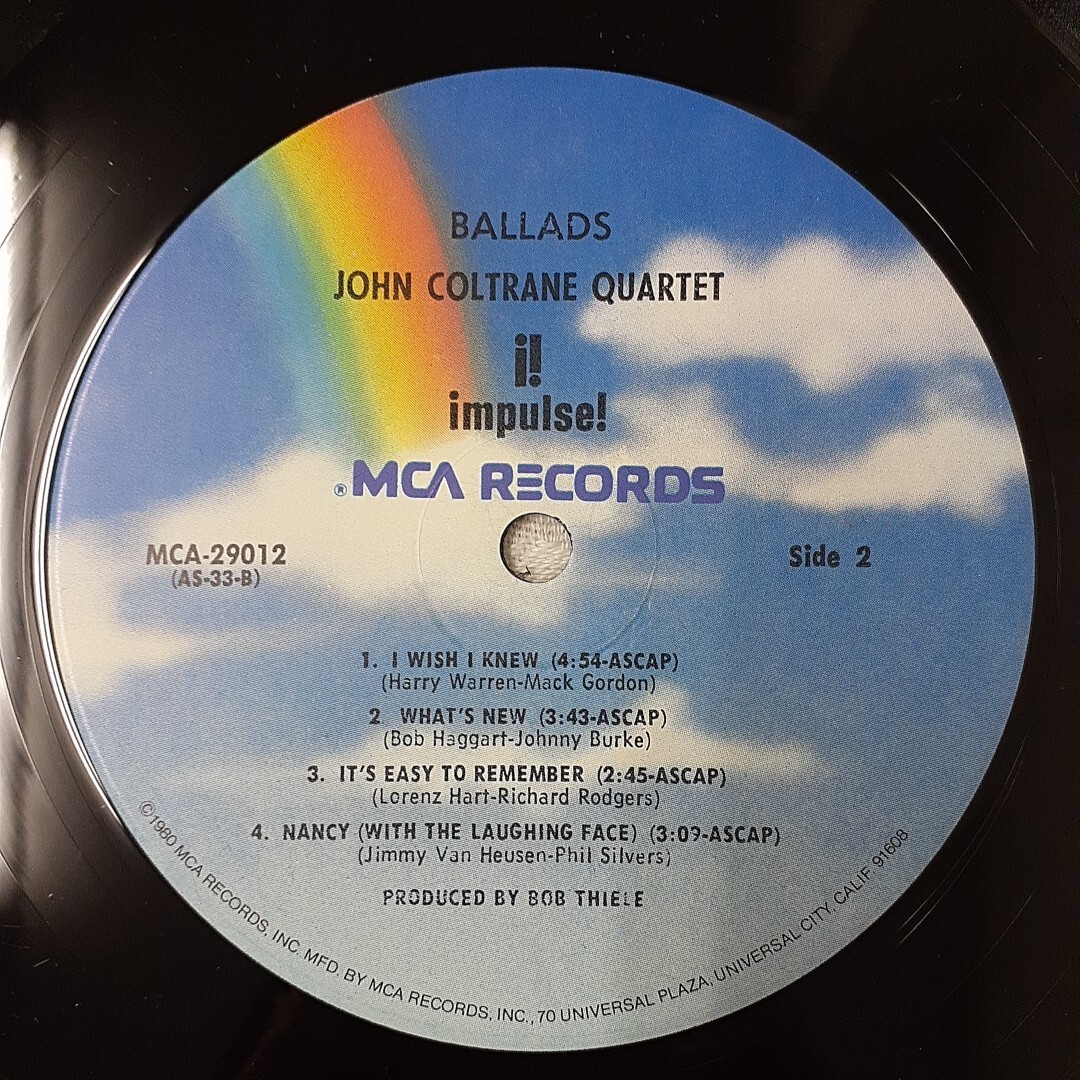 BALLADS
JOHN COLTRANE QUARTET
i!
impulse!
® MCA RECORDS
MCA-29012
(AS-33-B)
Side 2
1. I WISH I KNEW (4:54-ASCAP)
(Harry Warren-Mack Gordon)
2 WHAT'S NEW (3:43-ASCAP)
(Bob Haggart-Johnny Burke)
3. IT'S EASY TO REMEMBER (2:45-ASCAP)
(Lorenz Hart-Richard Rodgers)
4. NANCY (WITH THE LAUGHING FACE) (3:09-ASCAP)
(Jimmy Van Heusen-Phil Silvers)
PRODUCED BY BOB THIELE
©1980 MCA RECORDS, INC. MFD. BY MCA RECORDS, INC., 70 UNIVERSAL PLAZA, UNIVERSAL CITY, CALIF. 91608